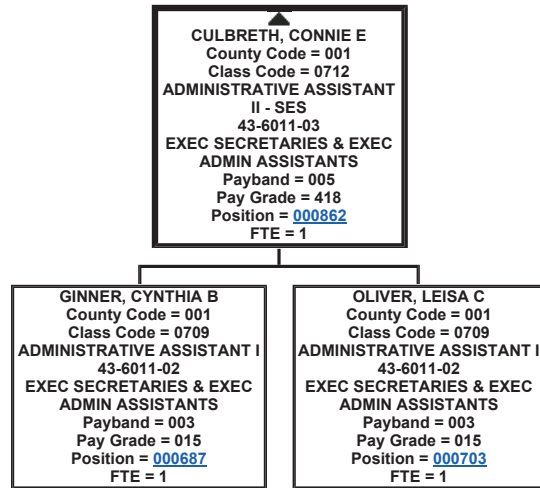 CULBRETH, CONNIE E
County Code = 001
Class Code = 0712
ADMINISTRATIVE ASSISTANT
II - SES
43-6011-03
EXEC SECRETARIES & EXEC
ADMIN ASSISTANTS
Payband = 005
Pay Grade = 418
Position = 000862
FTE = 1
GINNER, CYNTHIA B
County Code = 001
Class Code = 0709
ADMINISTRATIVE ASSISTANT I
43-6011-02
EXEC SECRETARIES & EXEC
ADMIN ASSISTANTS
Payband = 003
Pay Grade = 015
Position = 000687
FTE = 1
OLIVER, LEISA C
County Code = 001
Class Code = 0709
ADMINISTRATIVE ASSISTANT I
43-6011-02
EXEC SECRETARIES & EXEC
ADMIN ASSISTANTS
Payband = 003
Pay Grade = 015
Position = 000703
FTE = 1